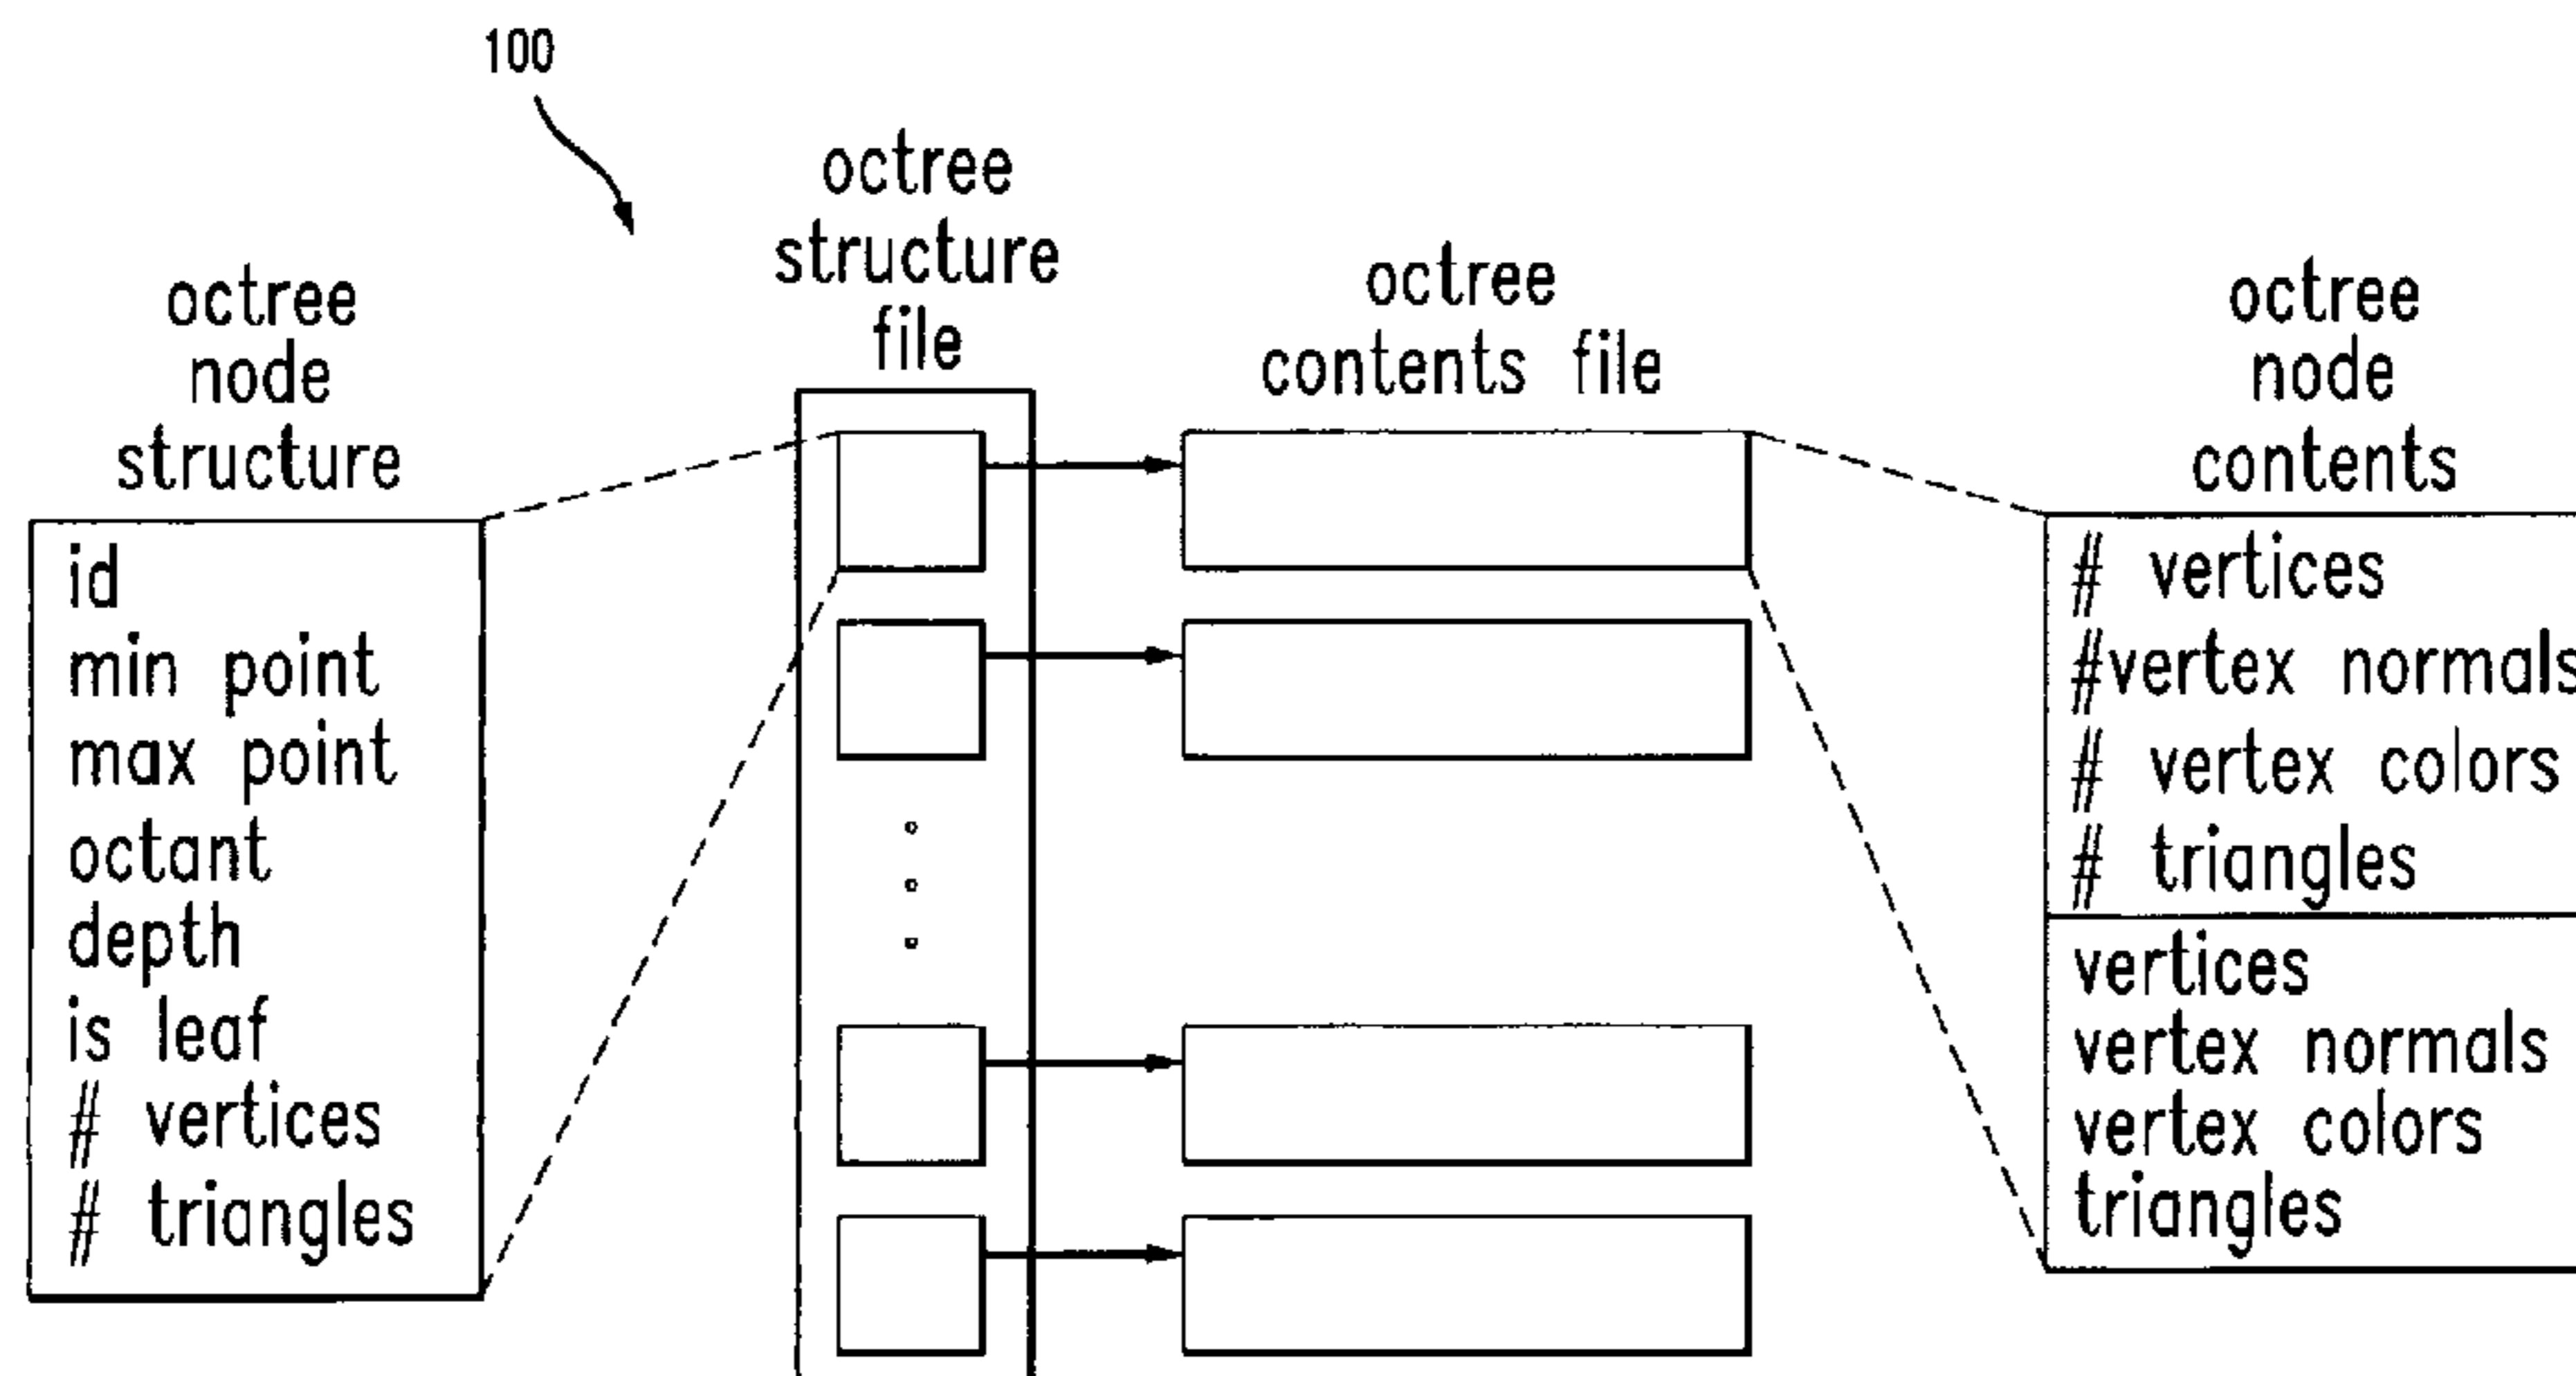 100
octree
structure
file
octree
node
structure
octree
contents file
octree
node
contents
id
min point
max point
octant
depth
is leaf
# vertices
# triangles
# vertices
#vertex normals
# vertex colors
# triangles
vertices
vertex normals
vertex colors
triangles